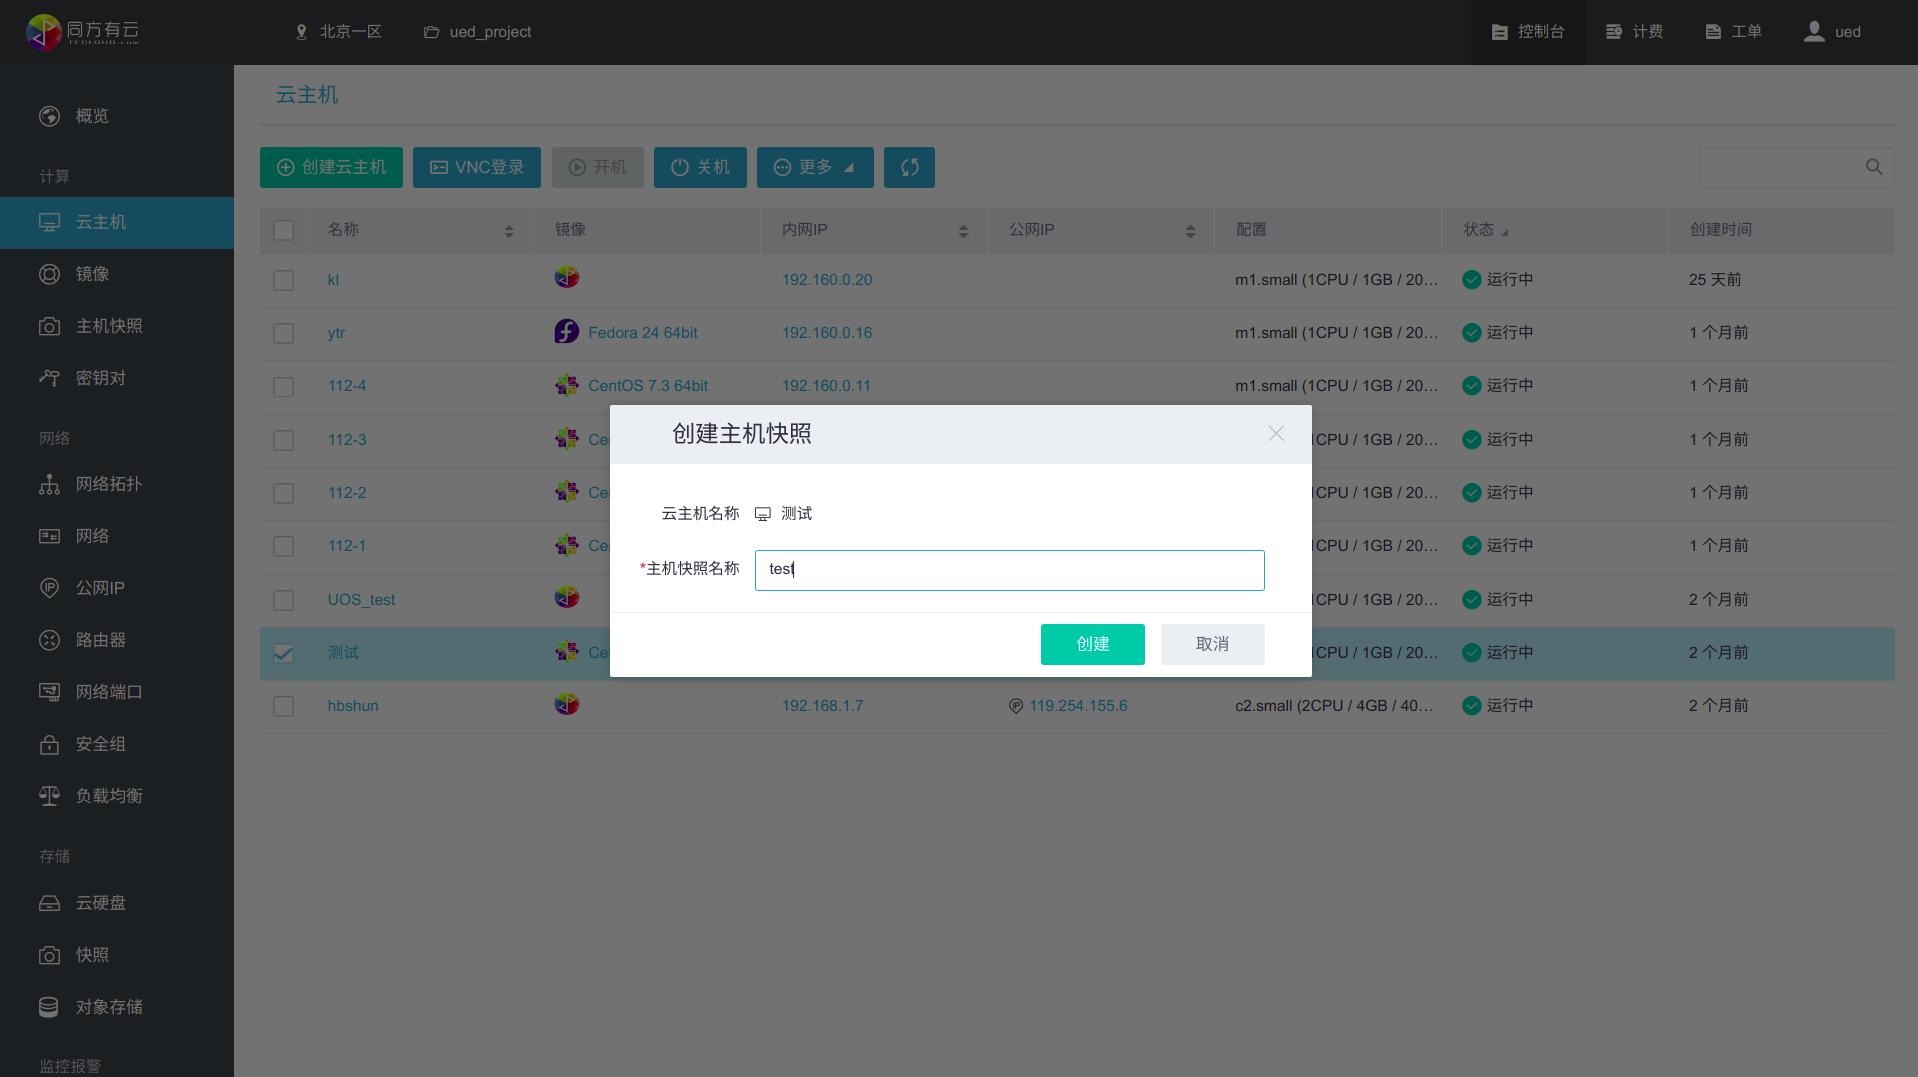 同方有云
TFCLOUD.com
北京一区
ued_project
控制台
计费
工单
ued
概览
计算
云主机
镜像
主机快照
密钥对
网络
网络拓扑
网络
公网IP
路由器
网络端口
安全组
负载均衡
存储
云硬盘
快照
对象存储
监控报警
云主机
创建云主机
VNC登录
开机
关机
更多
名称 镜像 内网IP 公网IP 配置 状态 创建时间
kl 192.160.0.20 m1.small (1CPU / 1GB / 20… 运行中 25 天前
ytr Fedora 24 64bit 192.160.0.16 m1.small (1CPU / 1GB / 20… 运行中 1 个月前
112-4 CentOS 7.3 64bit 192.160.0.11 m1.small (1CPU / 1GB / 20… 运行中 1 个月前
112-3 Ce CPU / 1GB / 20… 运行中 1 个月前
112-2 Ce CPU / 1GB / 20… 运行中 1 个月前
112-1 Ce CPU / 1GB / 20… 运行中 1 个月前
UOS_test CPU / 1GB / 20… 运行中 2 个月前
测试 Ce CPU / 1GB / 20… 运行中 2 个月前
hbshun 192.168.1.7 119.254.155.6 c2.small (2CPU / 4GB / 40… 运行中 2 个月前
创建主机快照
云主机名称 测试
*主机快照名称 test
创建
取消